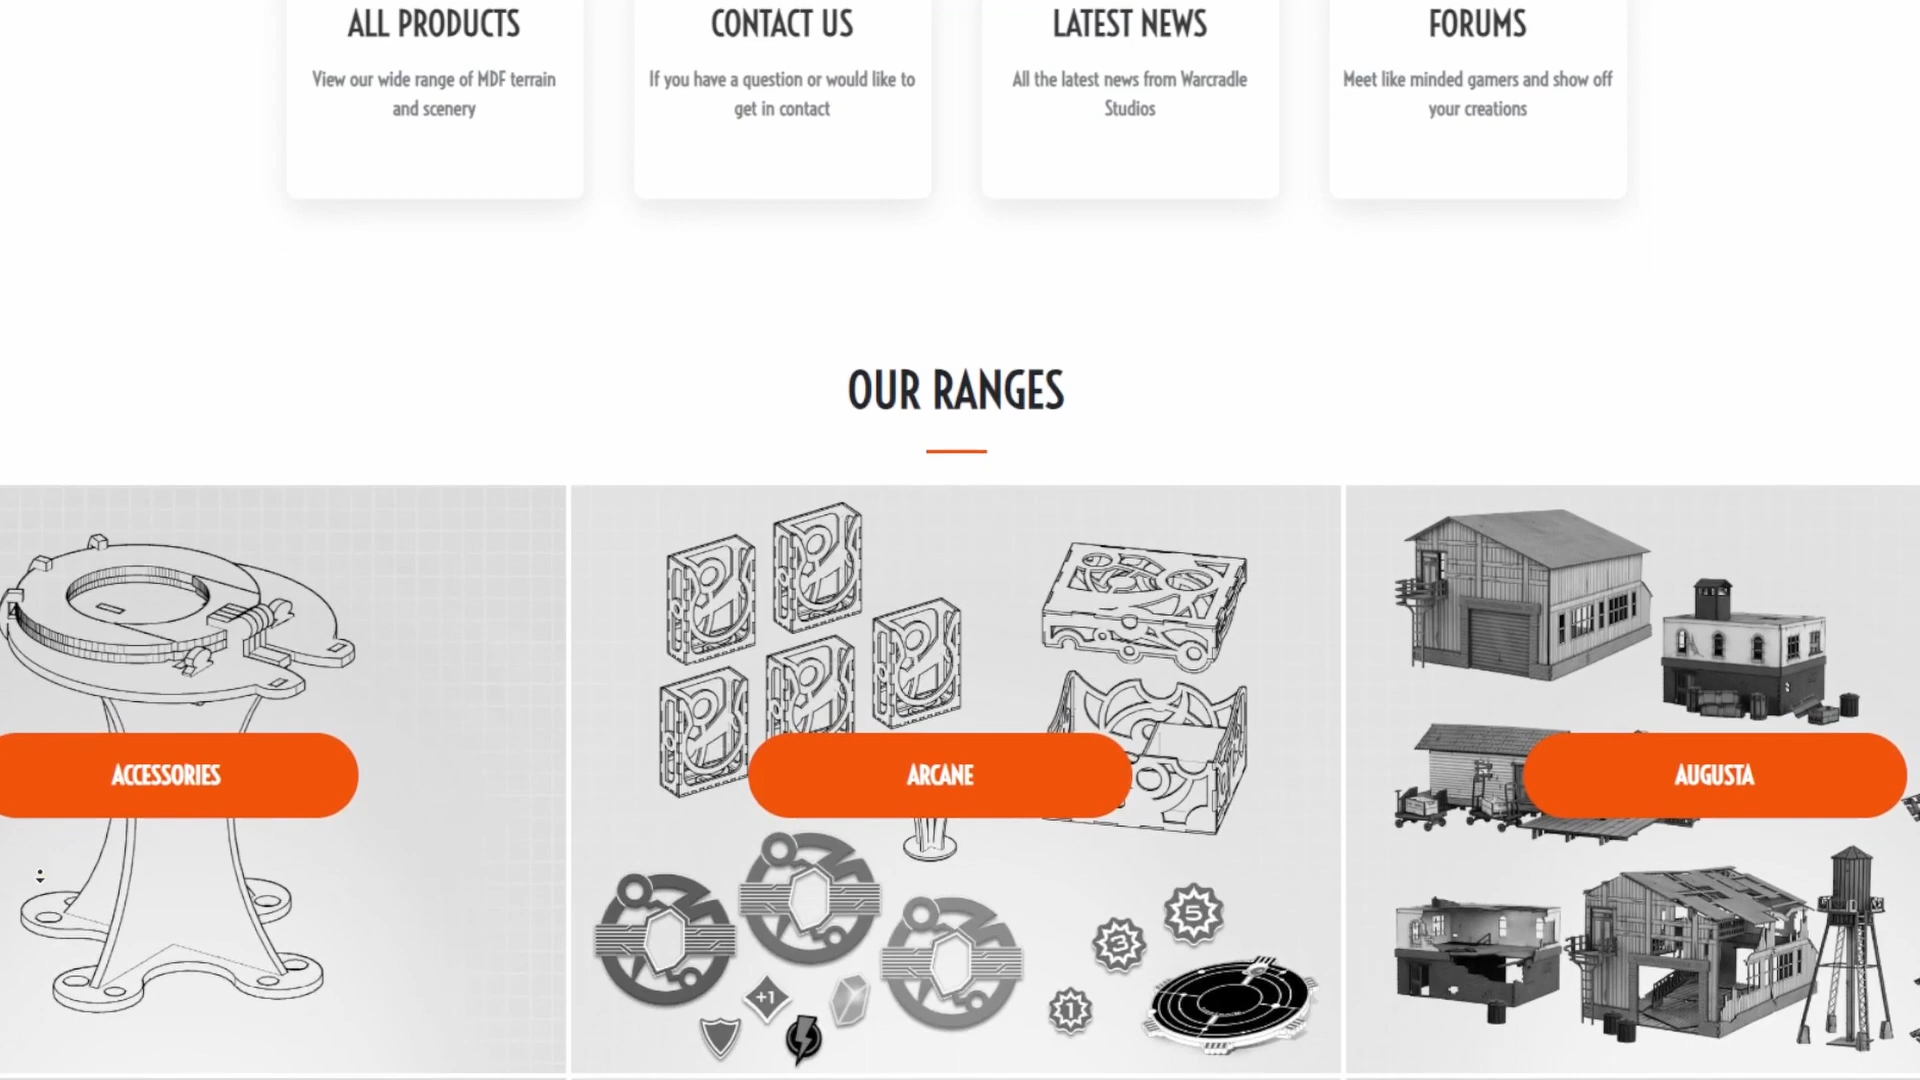 ALL PRODUCTS
View our wide range of MDF terrain
and scenery
CONTACT US
If you have a question or would like to
get in contact
LATEST NEWS
All the latest news from Warcradle
Studios
FORUMS
Meet like minded gamers and show off
your creations
OUR RANGES
ACCESSORIES
ARCANE
AUGUSTA
5
3
+1
1